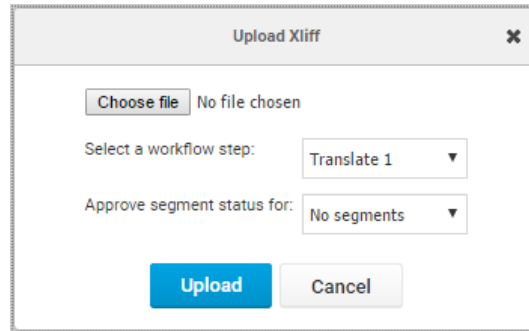 Upload Xliff
Choose file No file chosen
Select a workflow step: Translate 1
Approve segment status for: No segments
Upload Cancel